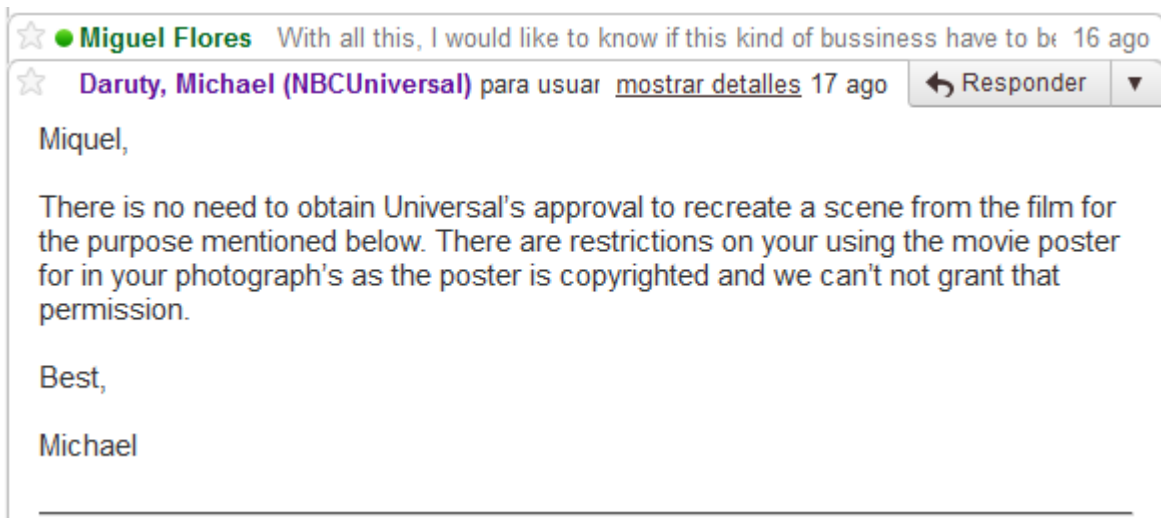 Miguel Flores With all this, I would like to know if this kind of bussiness have to be 16 ago
Daruty, Michael (NBCUniversal) para usuar mostrar detalles 17 ago Responder
Miquel,
There is no need to obtain Universal’s approval to recreate a scene from the film for
the purpose mentioned below. There are restrictions on your using the movie poster
for in your photograph’s as the poster is copyrighted and we can’t not grant that
permission.
Best,
Michael